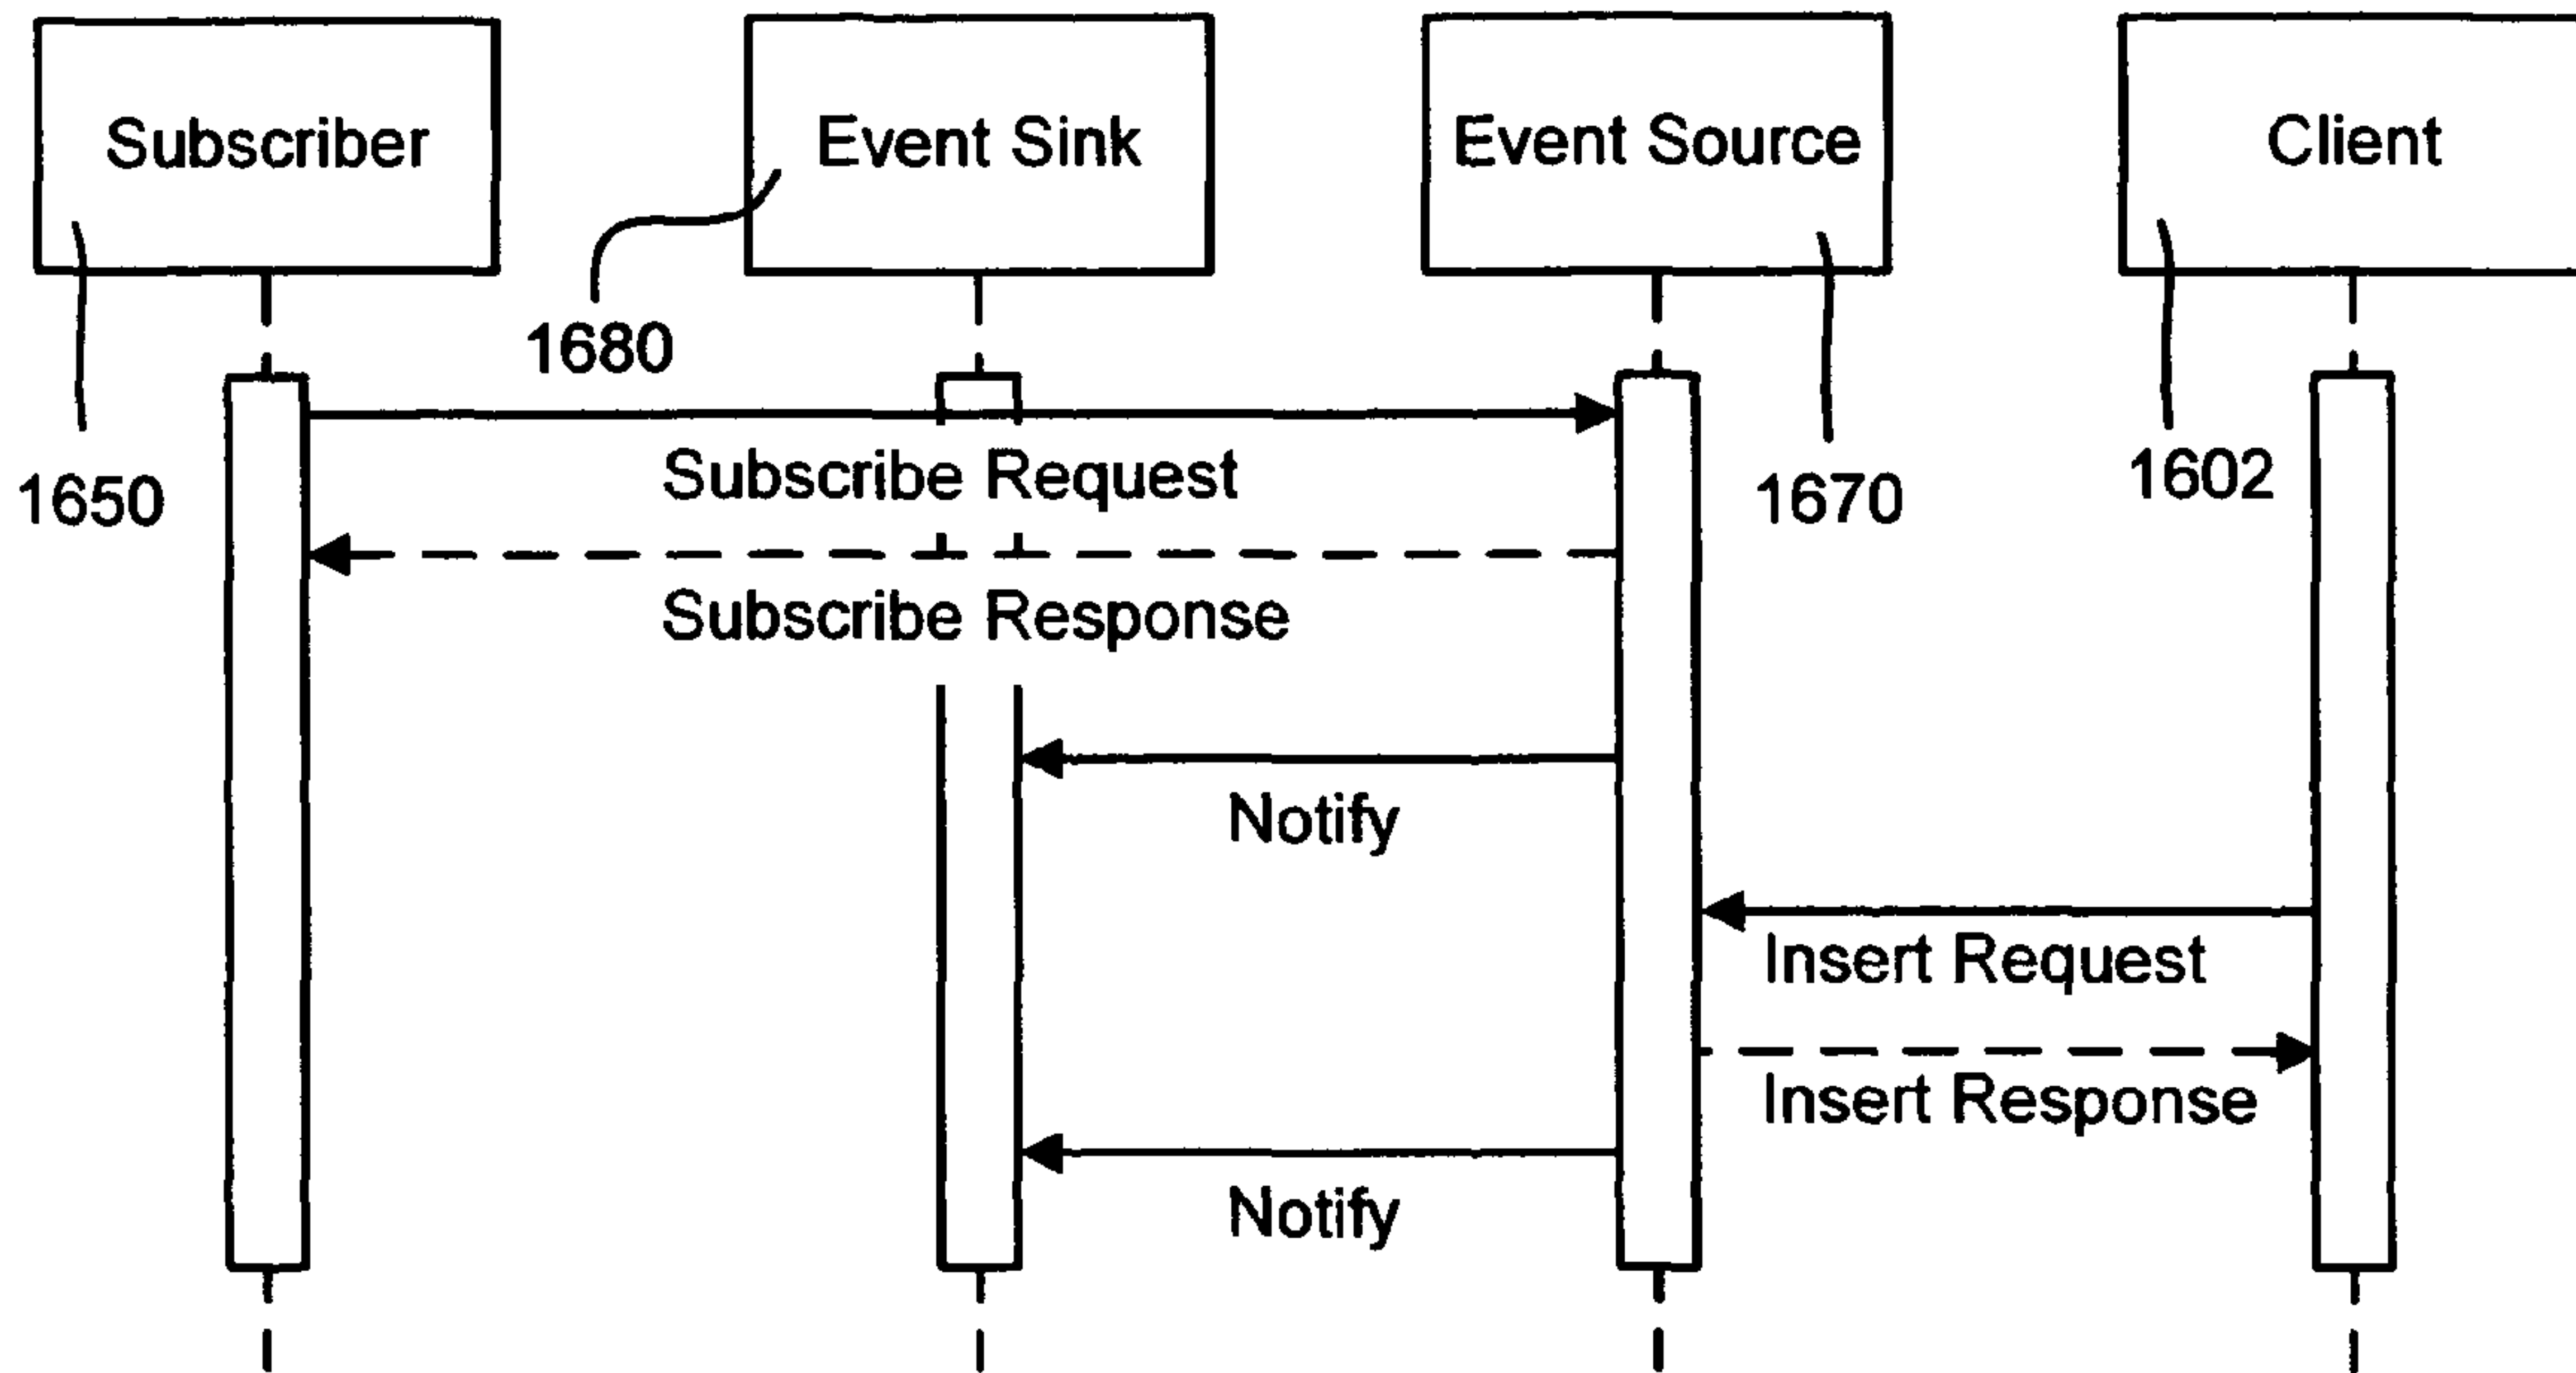 Subscriber
Event Sink
Event Source
Client
1680
1650
1670
1602
Subscribe Request
Subscribe Response
Notify
Insert Request
Insert Response
Notify